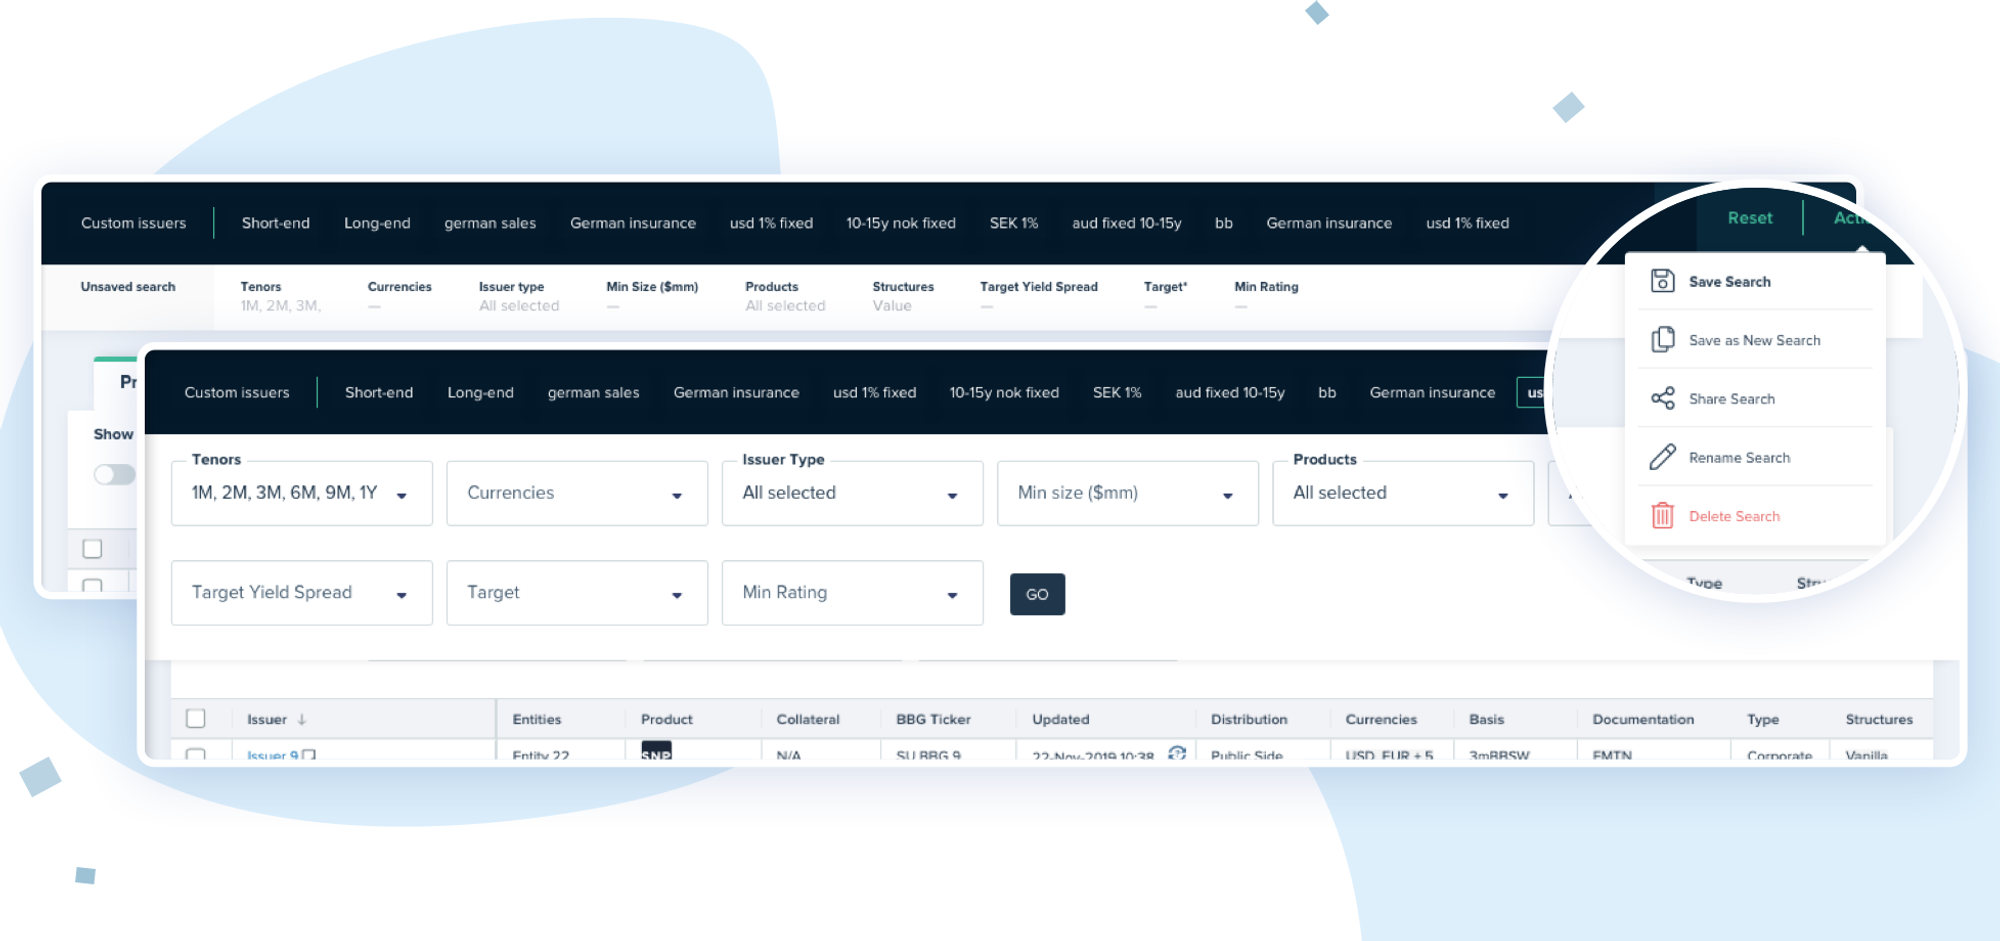 Custom issuers Short-end Long-end german sales German insurance usd 1% fixed 10-15y nok fixed SEK 1% aud fixed 10-15y bb German insurance usd 1% fixed Reset
Unsaved search Tenors Currencies Issuer type Min Size ($mm) Products Structures Target Yield Spread Target* Min Rating
1M, 2M, 3M, — All selected — All selected Value — — —
Save Search
Save as New Search
Share Search
Rename Search
Delete Search
Type
Show
Custom issuers Short-end Long-end german sales German insurance usd 1% fixed 10-15y nok fixed SEK 1% aud fixed 10-15y bb German insurance
Tenors Issuer Type Products
1M, 2M, 3M, 6M, 9M, 1Y Currencies All selected Min size ($mm) All selected
Target Yield Spread Target Min Rating GO
Issuer ↓ Entities Product Collateral BBG Ticker Updated Distribution Currencies Basis Documentation Type Structures
Issuer 9 Entity 22 SNP N/A SU BBG 9 22-Nov-2019 10:38 Public Side USD, EUR + 5 3mBBSW EMTN Corporate Vanilla